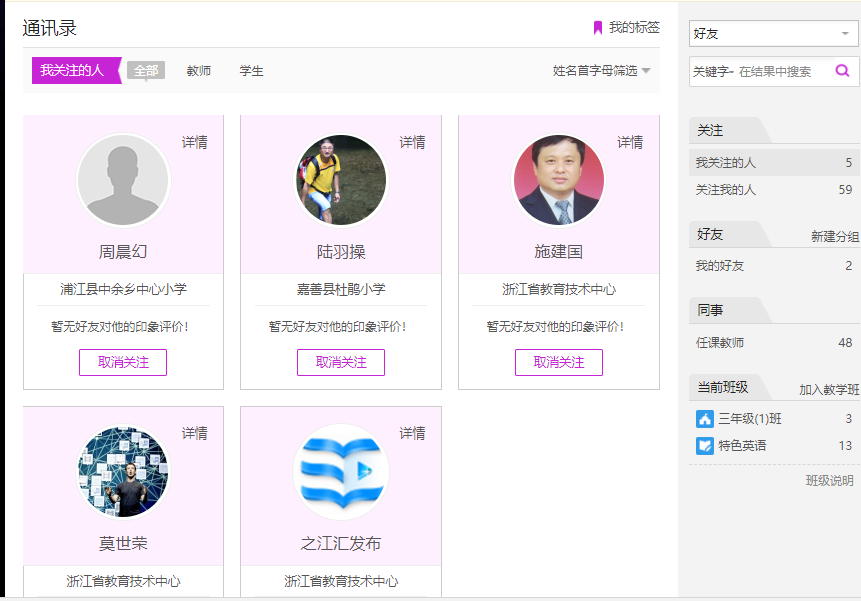 通讯录
我的标签
我关注的人 全部 教师 学生 姓名首字母筛选
详情
周晨幻
浦江县中余乡中心小学
暂无好友对他的印象评价!
取消关注
详情
陆羽操
嘉善县杜鹃小学
暂无好友对他的印象评价!
取消关注
详情
施建国
浙江省教育技术中心
暂无好友对他的印象评价!
取消关注
详情
莫世荣
浙江省教育技术中心
详情
之江汇发布
浙江省教育技术中心
好友
关键字- 在结果中搜索
关注
我关注的人 5
关注我的人 59
好友 新建分组
我的好友 2
同事
任课教师 48
当前班级 加入教学班
三年级(1)班 3
特色英语 13
班级说明